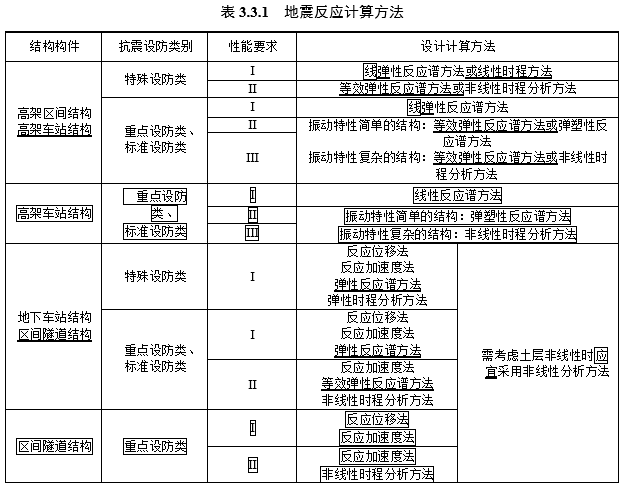 表 3.3.1 地震反应计算方法
结构构件 抗震设防类别 性能要求 设计计算方法
高架区间结构
高架车站结构
特殊设防类
Ⅰ 线弹性反应谱方法或线性时程方法
Ⅱ 等效弹性反应谱方法或非线性时程分析方法
重点设防类、
标准设防类
Ⅰ 线弹性反应谱方法
Ⅱ 振动特性简单的结构：等效弹性反应谱方法或弹塑性反
应谱方法
Ⅲ 振动特性复杂的结构：等效弹性反应谱方法或非线性时
程分析方法
高架车站结构
重点设防
类、
标准设防类
Ⅰ 线性反应谱方法
Ⅱ 振动特性简单的结构：弹塑性反应谱方法
Ⅲ 振动特性复杂的结构：非线性时程分析方法
地下车站结构
区间隧道结构
特殊设防类
Ⅰ
反应位移法
反应加速度法
弹性反应谱方法
弹性时程分析方法
重点设防类、
标准设防类
Ⅰ
反应位移法
反应加速度法
弹性反应谱方法
Ⅱ
反应加速度法
等效弹性反应谱方法
非线性时程分析方法
需考虑土层非线性时应
宜采用非线性分析方法
区间隧道结构
重点设防类
Ⅰ
反应位移法
反应加速度法
Ⅱ
反应加速度法
非线性时程分析方法